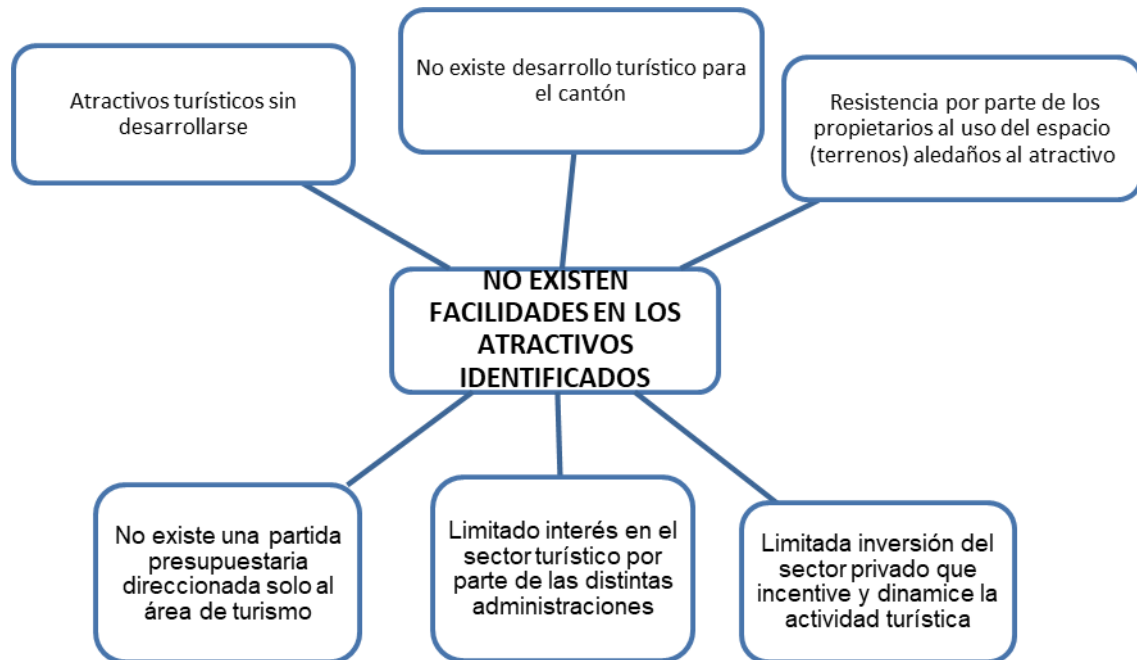 Atractivos turísticos sin
desarrollarse
No existe desarrollo turístico para
el cantón
Resistencia por parte de los
propietarios al uso del espacio
(terrenos) aledaños al atractivo
NO EXISTEN
FACILIDADES EN LOS
ATRACTIVOS
IDENTIFICADOS
No existe una partida
presupuestaria
direccionada solo al
área de turismo
Limitado interés en el
sector turístico por
parte de las distintas
administraciones
Limitada inversión del
sector privado que
incentive y dinamice la
actividad turística